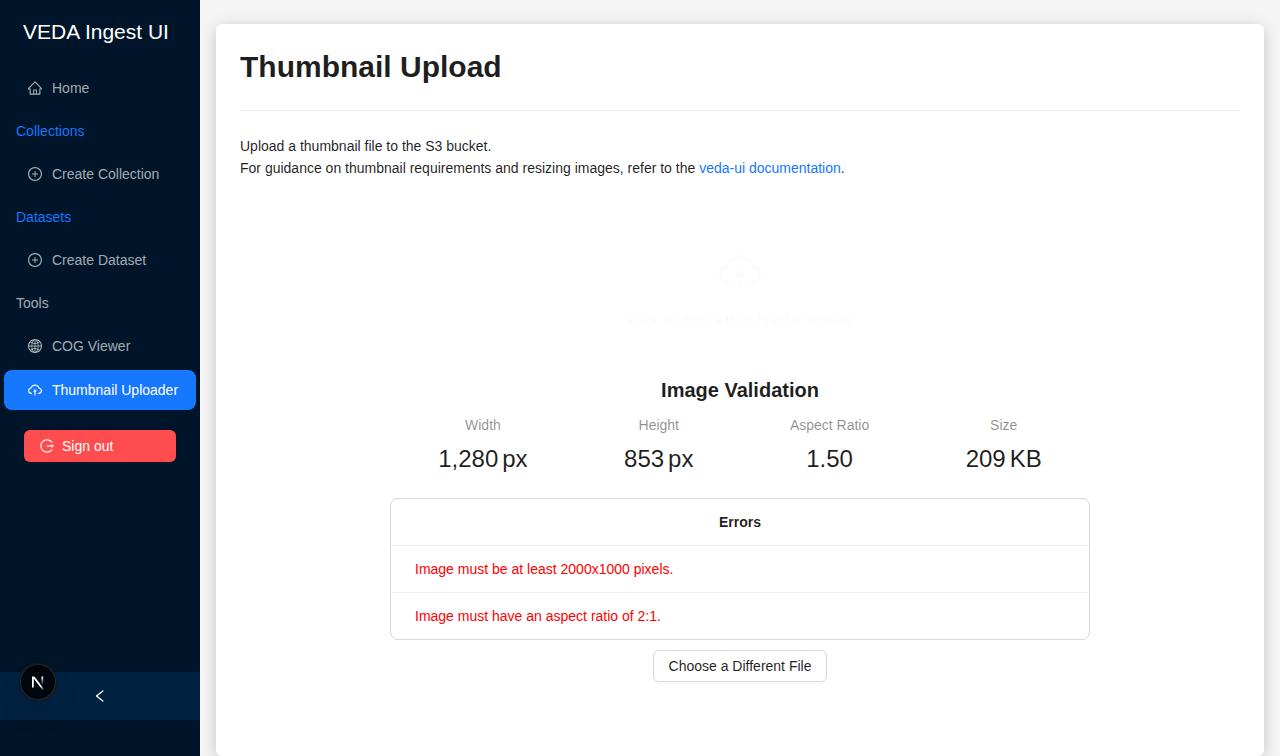 VEDA Ingest UI
Home
Collections
Create Collection
Datasets
Create Dataset
Tools
COG Viewer
Thumbnail Uploader
Sign out
Thumbnail Upload
Upload a thumbnail file to the S3 bucket.
For guidance on thumbnail requirements and resizing images, refer to the veda-ui documentation.
Click or drag a thumbnail to upload
Image Validation
Width
Height
Aspect Ratio
Size
1,280 px
853 px
1.50
209 KB
Errors
Image must be at least 2000x1000 pixels.
Image must have an aspect ratio of 2:1.
Choose a Different File